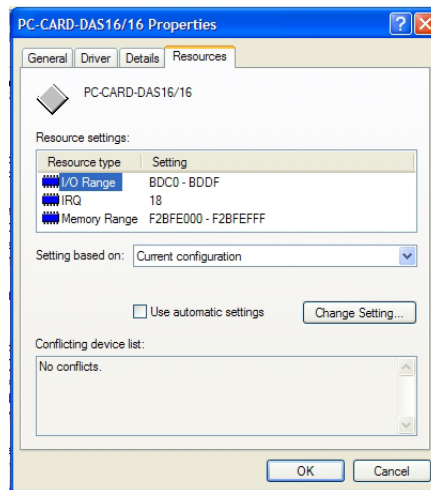 PC-CARD-DAS16/16 Properties
General Driver Details Resources
PC-CARD-DAS16/16
Resource settings:
Resource type Setting
I/O Range BDC0 - BDDF
IRQ 18
Memory Range F2BFE000 - F2BFEFFF
Setting based on: Current configuration
Use automatic settings Change Setting...
Conflicting device list:
No conflicts.
OK Cancel